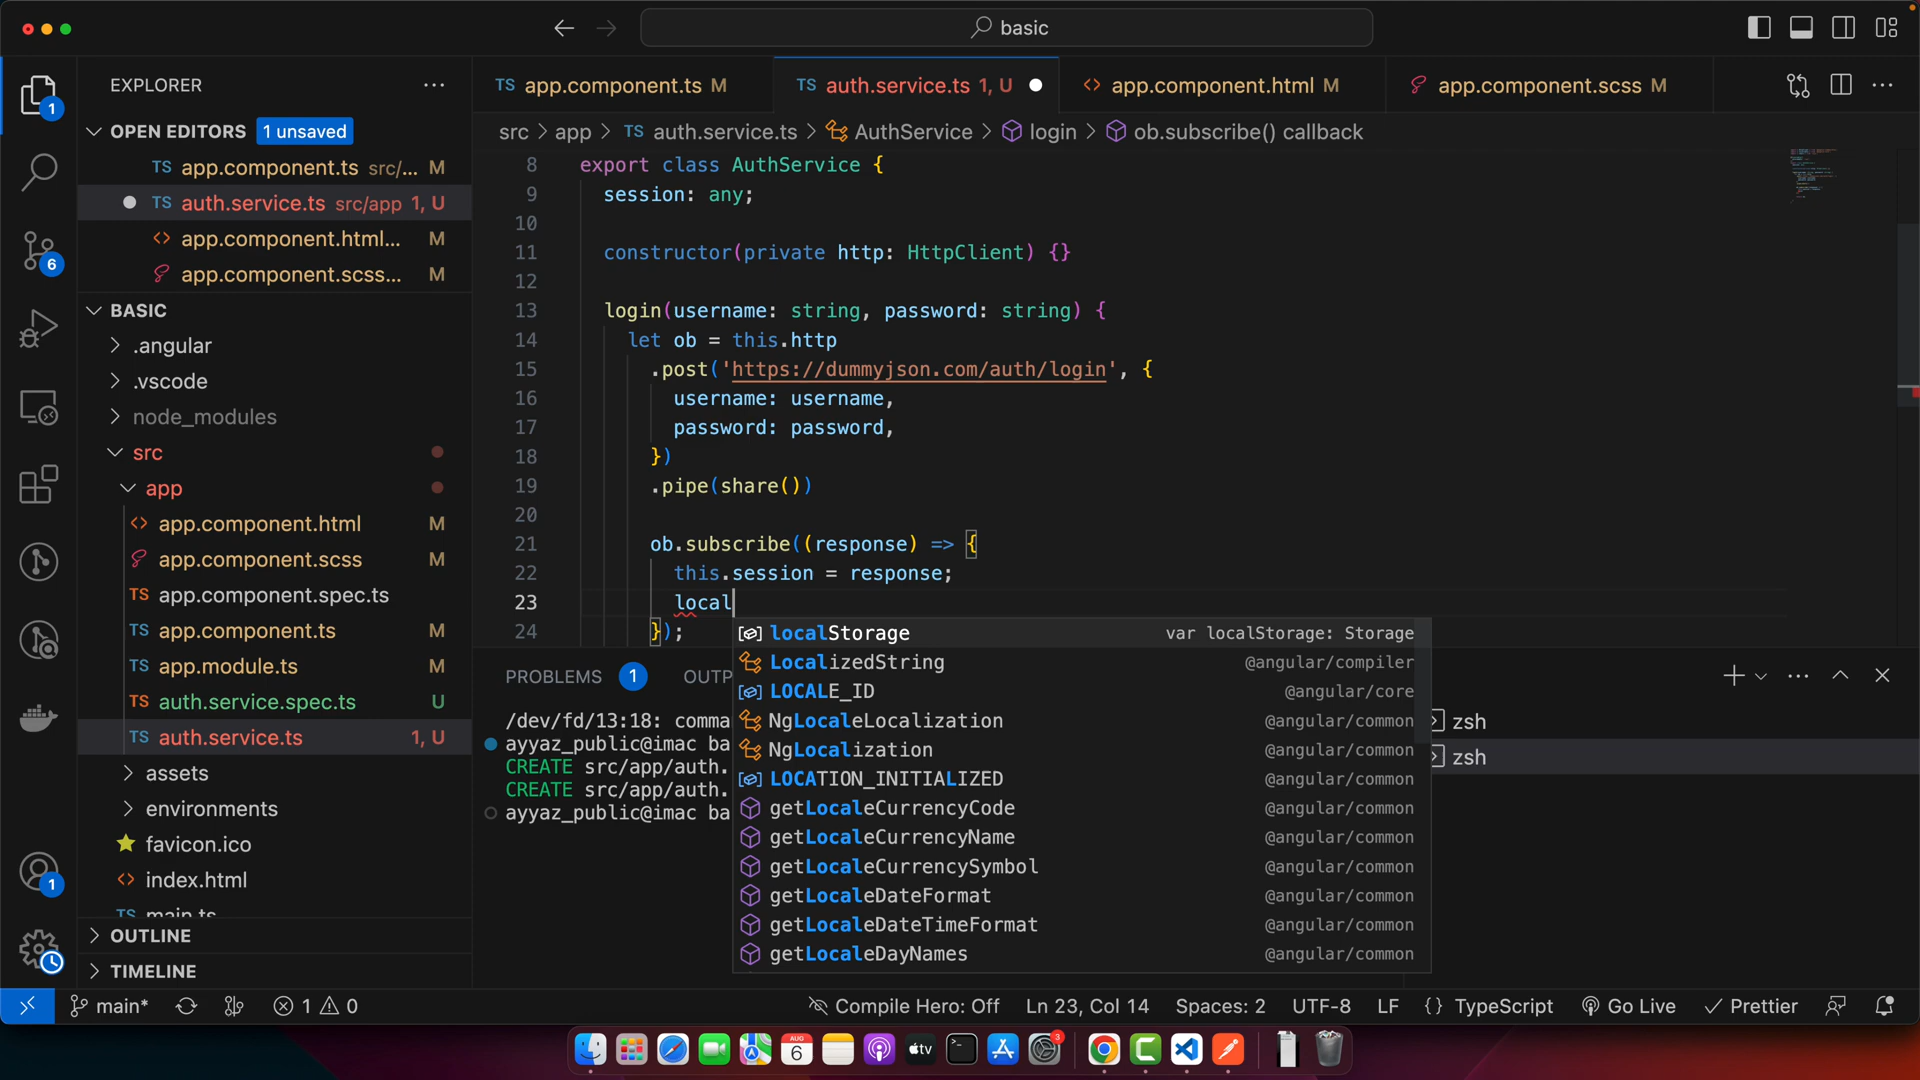 basic
EXPLORER
OPEN EDITORS 1 unsaved
TS app.component.ts src/... M
TS auth.service.ts src/app 1, U
<> app.component.html... M
app.component.scss... M
BASIC
.angular
.vscode
node_modules
src
app
<> app.component.html M
app.component.scss M
TS app.component.spec.ts
TS app.component.ts M
TS app.module.ts M
TS auth.service.spec.ts U
TS auth.service.ts 1, U
assets
environments
favicon.ico
<> index.html
TS main.ts
OUTLINE
TIMELINE
1
6
1
TS app.component.ts M
TS auth.service.ts 1, U
<> app.component.html M
app.component.scss M
src > app > TS auth.service.ts > AuthService > login > ob.subscribe() callback
8 export class AuthService {
9 session: any;
10
11 constructor(private http: HttpClient) {}
12
13 login(username: string, password: string) {
14 let ob = this.http
15 .post('https://dummyjson.com/auth/login', {
16 username: username,
17 password: password,
18 })
19 .pipe(share())
20
21 ob.subscribe((response) => {
22 this.session = response;
23 local
24 });
localStorage var localStorage: Storage
LocalizedString @angular/compiler
LOCALE_ID @angular/core
NgLocaleLocalization @angular/common
NgLocalization @angular/common
LOCATION_INITIALIZED @angular/common
getLocaleCurrencyCode @angular/common
getLocaleCurrencyName @angular/common
getLocaleCurrencySymbol @angular/common
getLocaleDateFormat @angular/common
getLocaleDateTimeFormat @angular/common
getLocaleDayNames @angular/common
PROBLEMS 1 OUTP
/dev/fd/13:18: comma
ayyaz_public@imac ba
CREATE src/app/auth.
CREATE src/app/auth.
ayyaz_public@imac ba
zsh
zsh
main* 1 0 Compile Hero: Off Ln 23, Col 14 Spaces: 2 UTF-8 LF {} TypeScript Go Live Prettier
AUG
6
tv
3